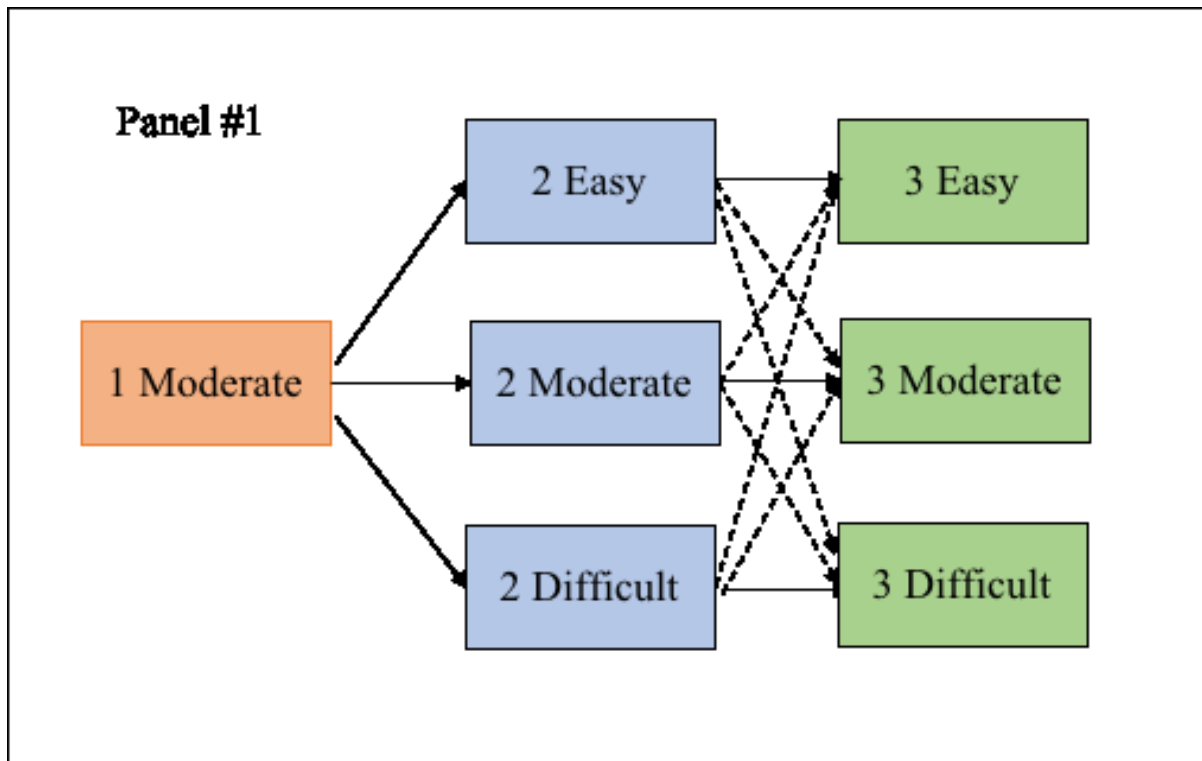 Panel #1
2 Easy
3 Easy
1 Moderate
2 Moderate
3 Moderate
2 Difficult
3 Difficult